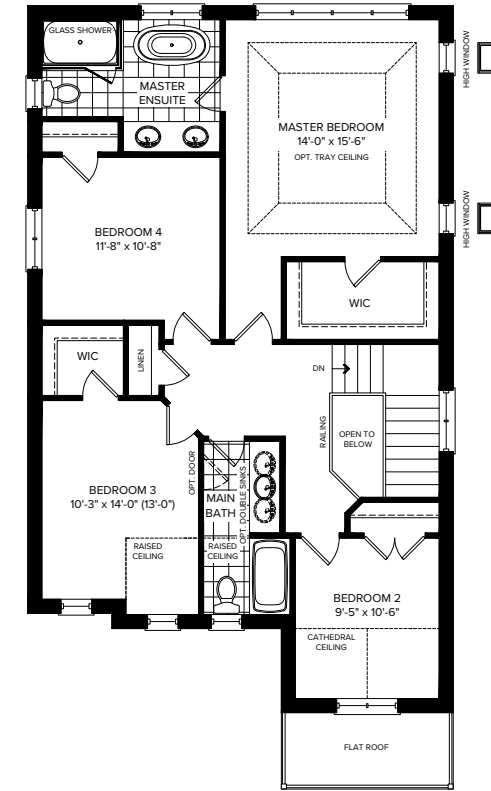 GLASS SHOWER
MASTER
ENSUITE
HIGH WINDOW
MASTER BEDROOM
14'-0" x 15'-6"
OPT. TRAY CEILING
HIGH WINDOW
BEDROOM 4
11'-8" x 10'-8"
WIC
WIC
LINEN
DN
RAILING
OPEN TO
BELOW
OPT. DOOR
BEDROOM 3
10'-3" x 14'-0" (13'-0")
MAIN
BATH
OPT. DOUBLE SINKS
RAISED
CEILING
RAISED
CEILING
BEDROOM 2
9'-5" x 10'-6"
CATHEDRAL
CEILING
FLAT ROOF